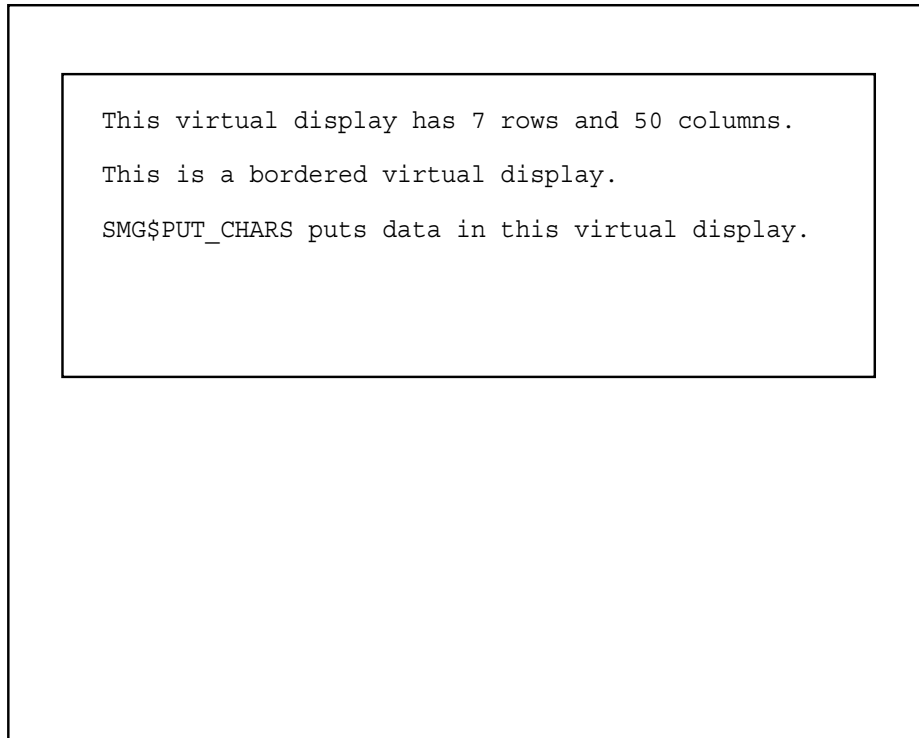 This virtual display has 7 rows and 50 columns.
This is a bordered virtual display.
SMG$PUT_CHARS puts data in this virtual display.